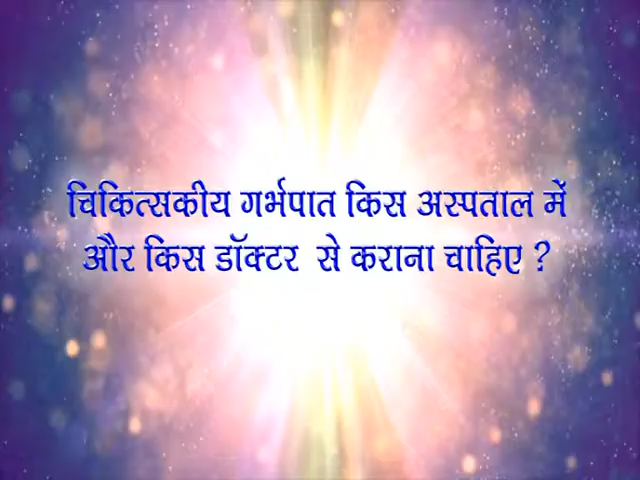 चिकित्सकीय गर्भपात किस अस्पताल में
और किस डॉक्टर से कराना चाहिए ?